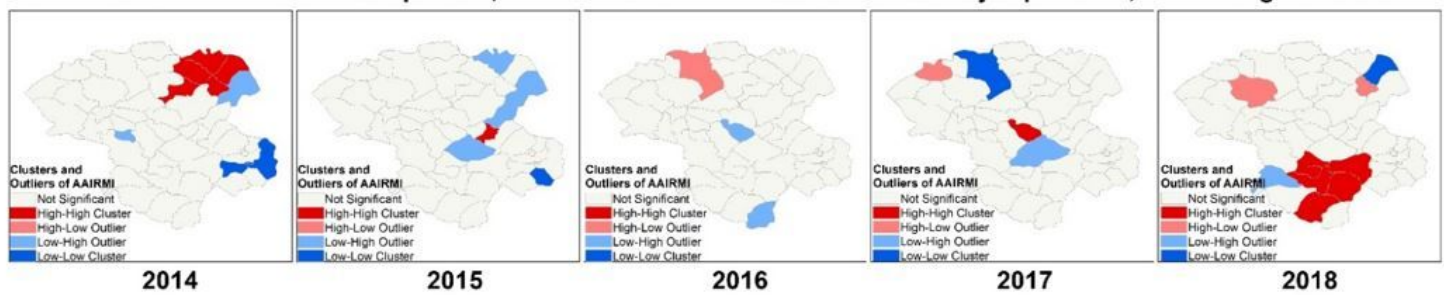 Clusters and
Outliers of AAIRMI
Not Significant
High-High Cluster
High-Low Outlier
Low-High Outlier
Low-Low Cluster
2014
Clusters and
Outliers of AAIRMI
Not Significant
High-High Cluster
High-Low Outlier
Low-High Outlier
Low-Low Cluster
2015
Clusters and
Outliers of AAIRMI
Not Significant
High-High Cluster
High-Low Outlier
Low-High Outlier
Low-Low Cluster
2016
Clusters and
Outliers of AAIRMI
Not Significant
High-High Cluster
High-Low Outlier
Low-High Outlier
Low-Low Cluster
2017
Clusters and
Outliers of AAIRMI
Not Significant
High-High Cluster
High-Low Outlier
Low-High Outlier
Low-Low Cluster
2018